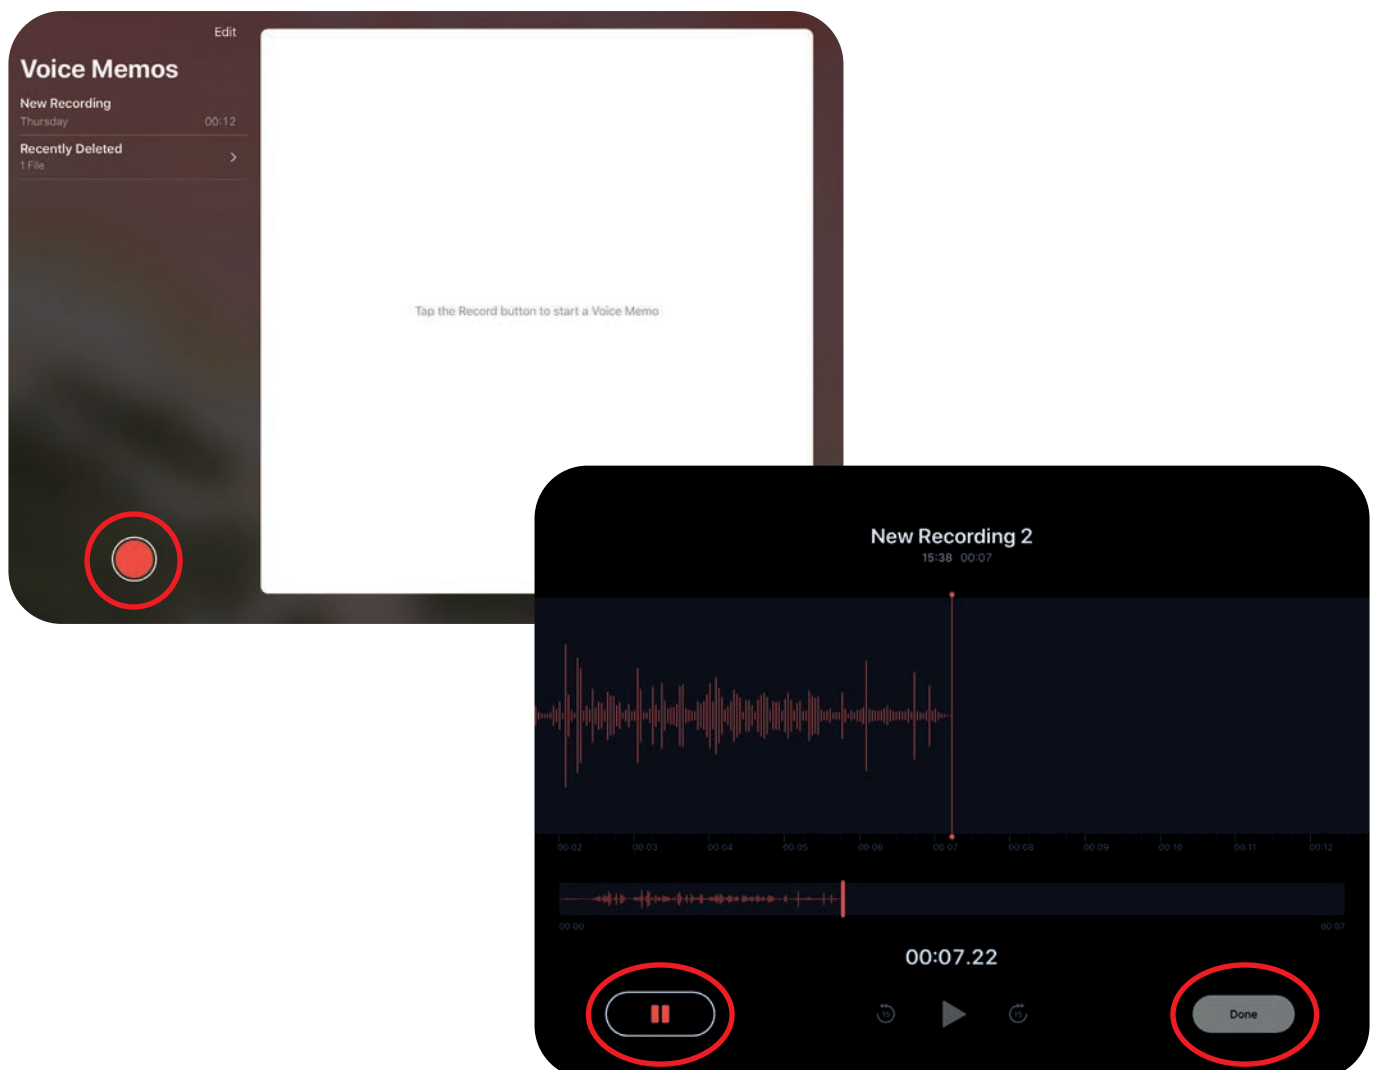 Edit
Voice Memos
New Recording
Thursday 00:12
Recently Deleted
1 File
Tap the Record button to start a Voice Memo
New Recording 2
15:38 00:07
00:02 00:03 00:04 00:05 00:06 00:07 00:08 00:09 00:10 00:11 00:12
00:00 00:07
00:07.22
15 15
Done